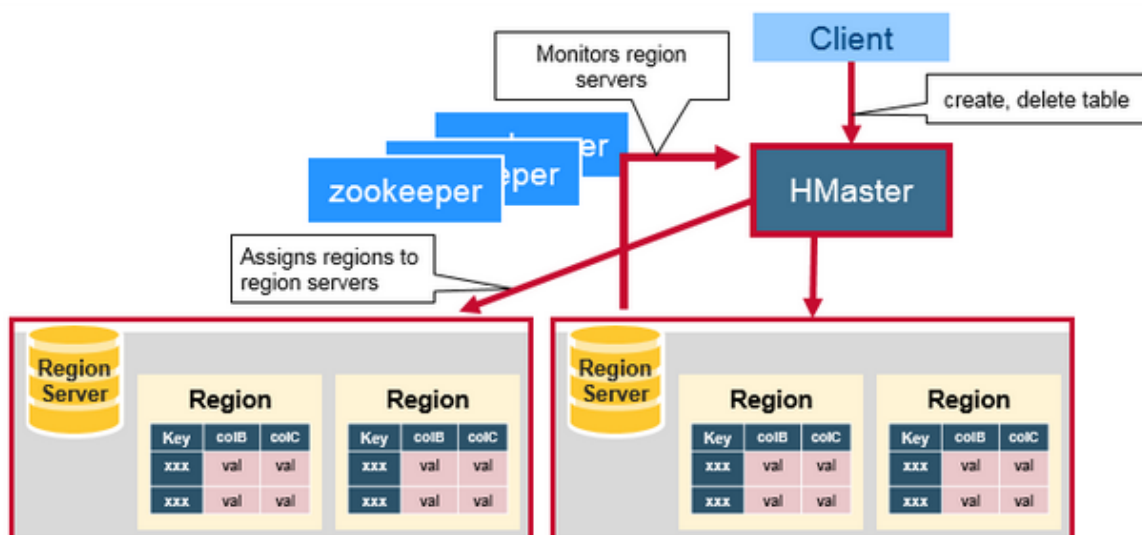 Client
Monitors region
servers
create, delete table
zookeeper
HMaster
Assigns regions to
region servers
Region
Server
Region
Key colB colC
xxx val val
xxx val val
Region
Key colB colC
xxx val val
xxx val val
Region
Server
Region
Key colB colC
xxx val val
xxx val val
Region
Key colB colC
xxx val val
xxx val val